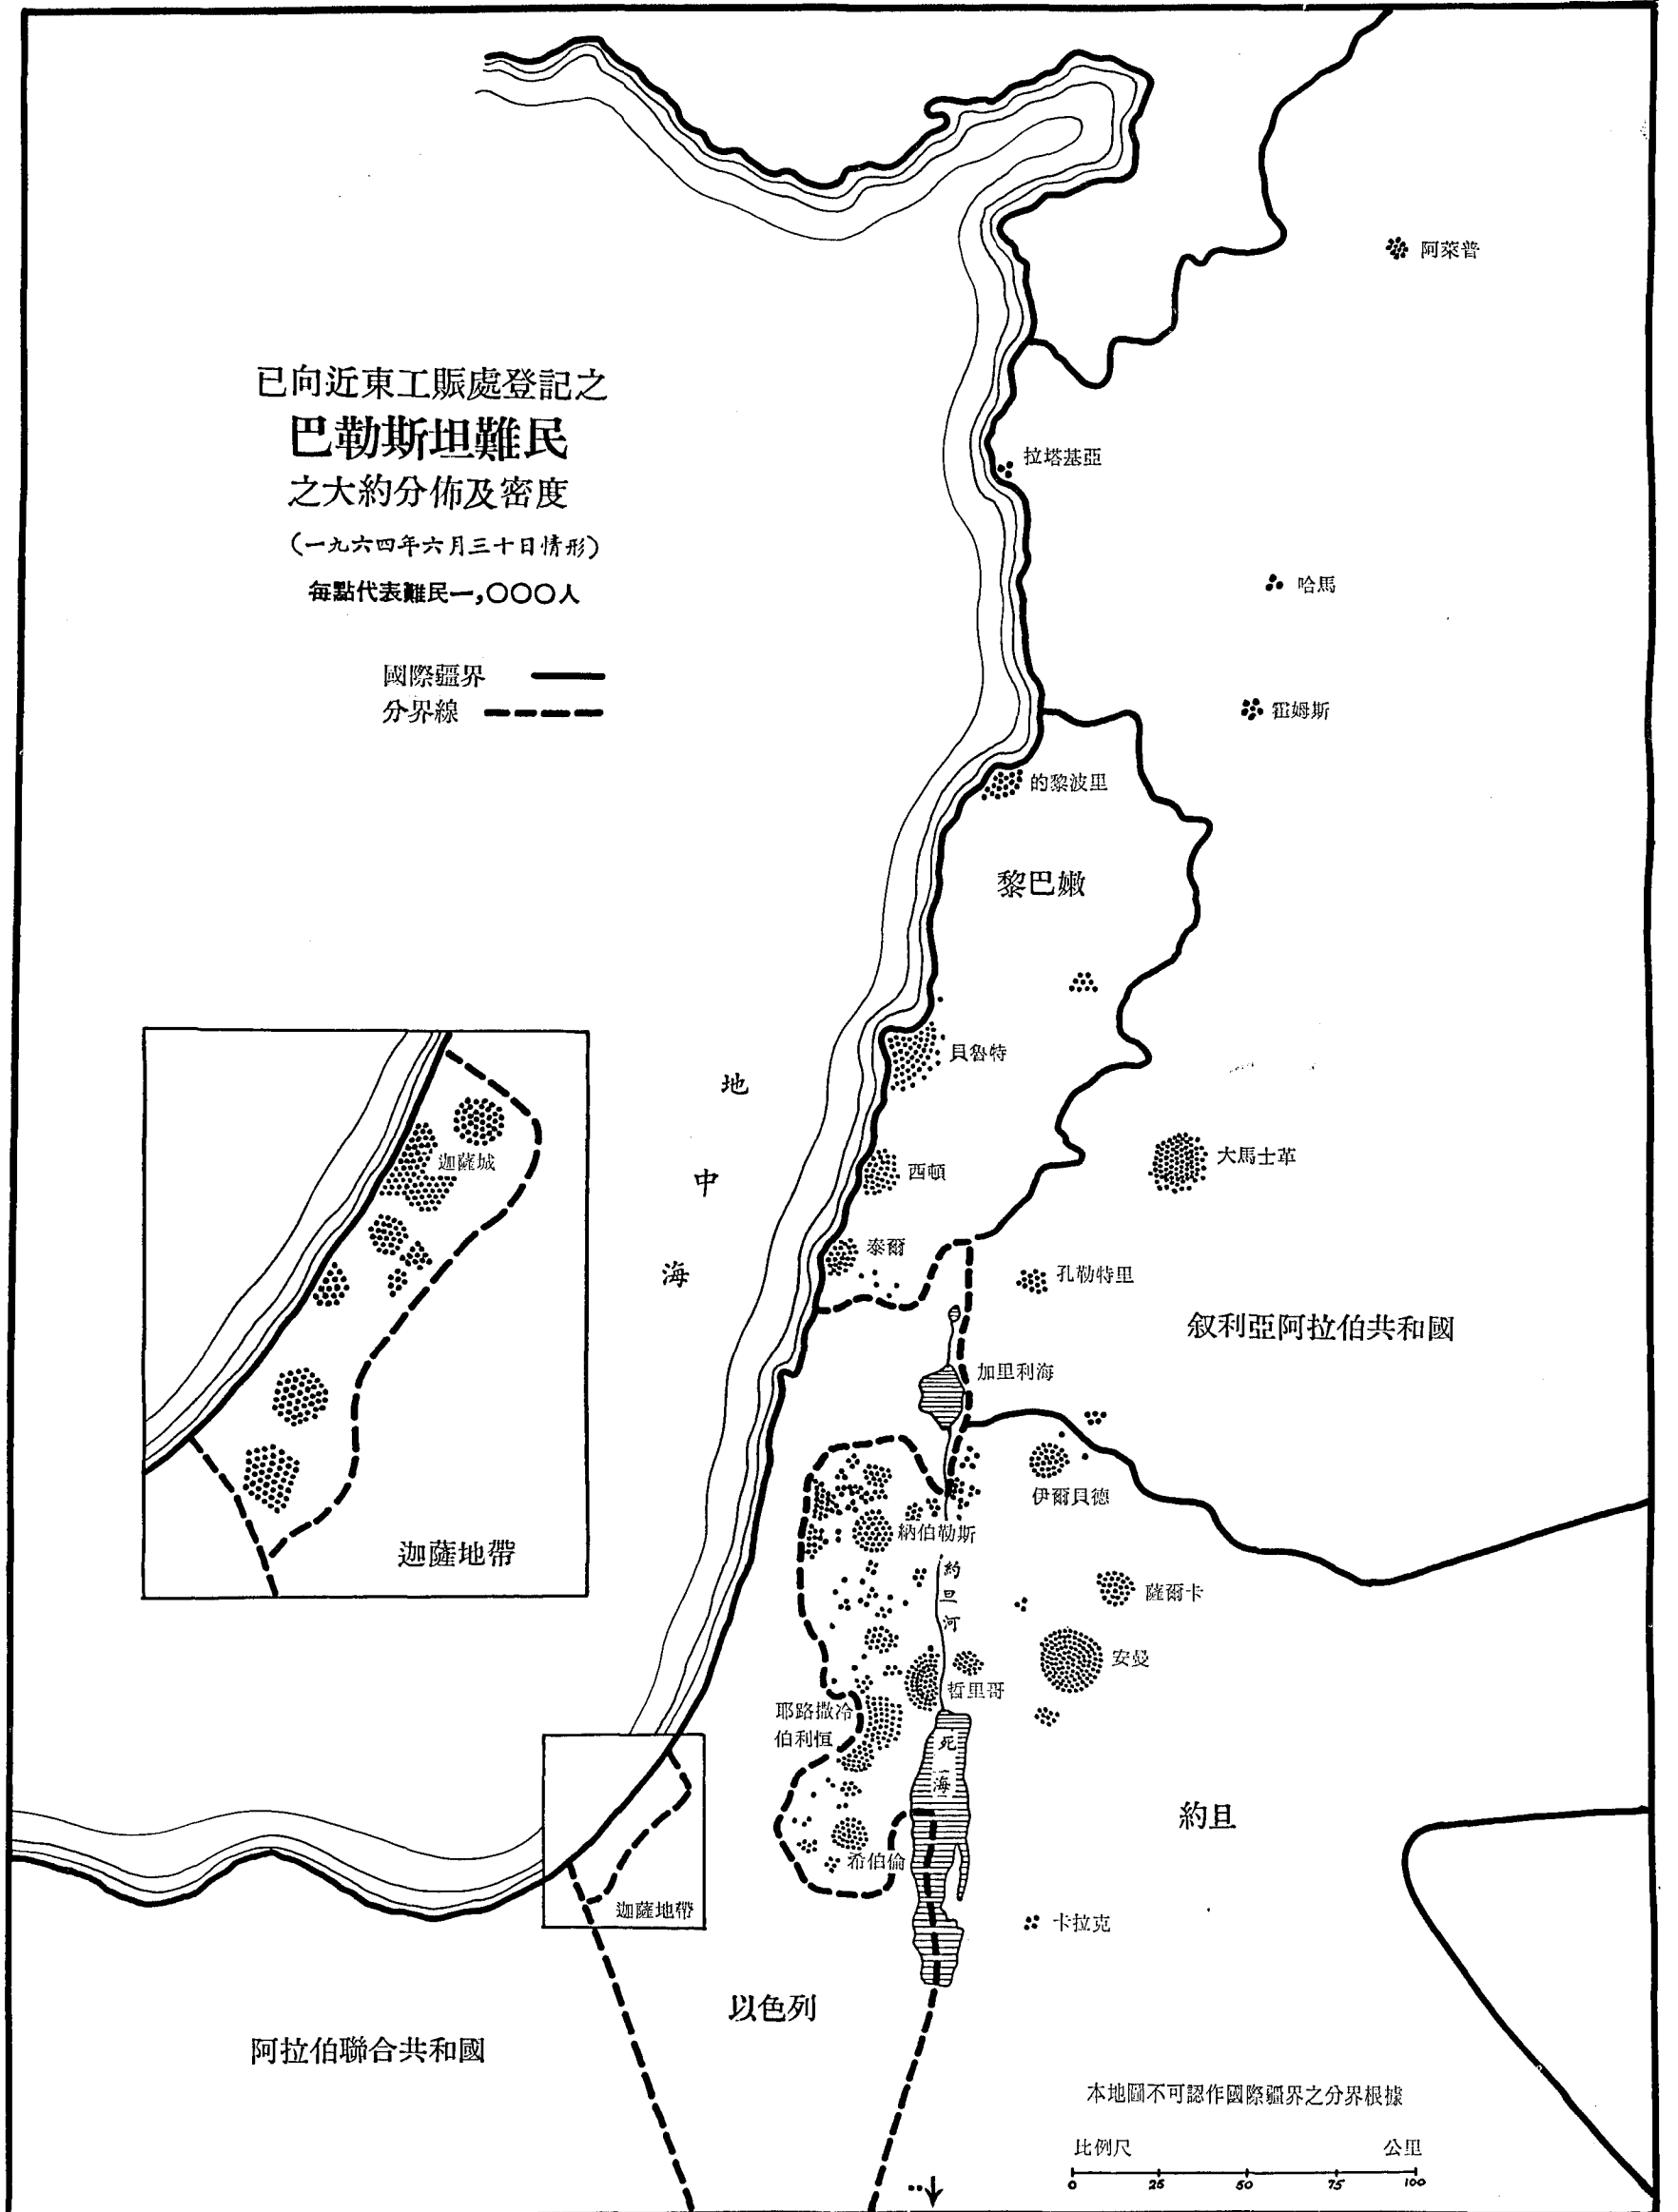 已向近東工賑處登記之
巴勒斯坦難民
之大約分佈及密度
(一九六四年六月三十日情形)
每點代表難民一,〇〇〇人
國際疆界
分界線
阿萊普
拉塔基亞
哈馬
霍姆斯
的黎波里
黎巴嫩
貝魯特
地中海
大馬士革
西頓
泰爾
孔勒特里
叙利亞阿拉伯共和國
加里利海
迦薩城
迦薩地帶
伊爾貝德
納伯勒斯
約旦河
薩爾卡
安曼
哲里哥
耶路撒冷
伯利恒
死海
約旦
希伯倫
迦薩地帶
卡拉克
以色列
阿拉伯聯合共和國
本地圖不可認作國際疆界之分界根據
比例尺 公里
0 25 50 75 100